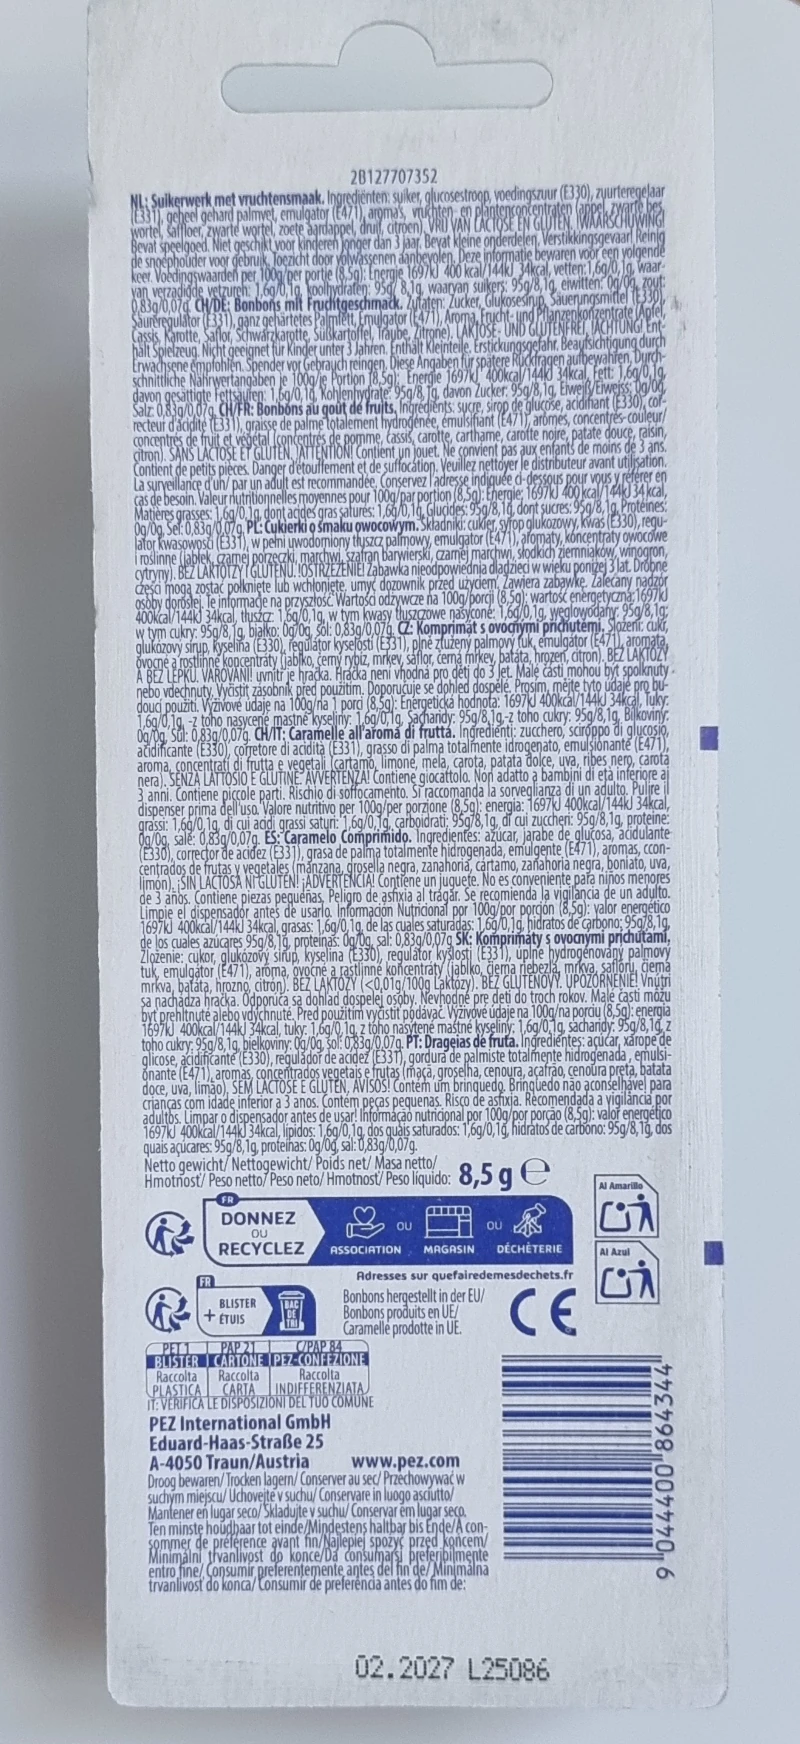 2B127707352
NL: Suikerwerk met vruchtensmaak. Ingrediënten: suiker, glucosestroop, voedingszuur (E330), zuurteregelaar
(E331), geheel gehard palmvet, emulgator (E471), aroma's, vruchten- en plantenconcentraten (appel, zwarte bes,
wortel, saffloer, zwarte wortel, zoete aardappel, druif, citroen). VRIJ VAN LACTOSE EN GLUTEN. !WAARSCHUWING!
Bevat speelgoed. Niet geschikt voor kinderen jonger dan 3 jaar. Bevat kleine onderdelen. Verstikkingsgevaar! Reinig
de snoephouder voor gebruik. Toezicht door volwassenen aanbevolen. Deze informatie bewaren voor een volgende
keer. Voedingswaarden per 100g/per portie (8,5g): Energie 1697kJ 400 kcal/144kJ 34kcal, vetten: 1,6g/0,1g, waar-
van verzadigde vetzuren: 1,6g/0,1g, koolhydraten: 95g/ 8,1g, waaryan suikers: 95g/8,1g, eiwitten: 0g/0g, zout:
0,83g/0,07g. CH/DE: Bonbons mit Fruchtgeschmack. Zutaten: Zucker, Glukosesirup, Säuerungsmittel (E330),
Säureregulator (E331), ganz gehärtetes Palmfett, Emulgator (E471), Aroma, Frucht- und Pflanzenkonzentrate (Apfel,
Cassis, Karotte, Saflor, Schwarzkarotte, Süßkartoffel, Traube, Zitrone). LAKTOSE- UND GLUTENFREI. !ACHTUNG! Ent-
hält Spielzeug. Nicht geeignet für Kinder unter 3 Jahren. Enthält Kleinteile. Erstickungsgefahr. Beaufsichtigung durch
Erwachsene empfohlen. Spender vor Gebrauch reinigen. Diese Angaben für spätere Rückfragen aufbewahren. Durch-
schnittliche Nährwertangaben je 100g/je Portion (8,5g): Energie 1697kJ 400kcal/144kJ 34kcal, Fett: 1,6g/0,1g,
davon gesättigte Fettsäuren: 1,6g/0,1g, Kohlenhydrate: 95g/8,1g, davon Zucker: 95g/8,1g, Eiweiß/Eiweiss: 0g/0g,
Salz: 0,83g/0,07g. CH/FR: Bonbons au goût de fruits. Ingrédients: sucre, sirop de glucose, acidifiant (E330), cor-
recteur d'acidité (E331), graisse de palme totalement hydrogénée, émulsifiant (E471), arômes, concentrés-couleur/
concentrés de fruit et végétal (concentrés de pomme, cassis, carotte, carthame, carotte noire, patate douce, raisin,
citron). SANS LACTOSE ET GLUTEN. !ATTENTION! Contient un jouet. Ne convient pas aux enfants de moins de 3 ans.
Contient de petits pièces. Danger d'étouffement et de suffocation. Veuillez nettoyer le distributeur avant utilisation.
La surveillance d'un/ par un adult est recommandée. Conservez l'adresse indiquée ci-dessous pour vous y référer en
cas de besoin. Valeur nutritionnelles moyennes pour 100g/par portion (8,5g): Energie: 1697kJ 400 kcal/144kJ 34 kcal,
Matières grasses: 1,6g/0,1g, dont acides gras saturés: 1,6g/0,1g, Glucides: 95g/8,1g, dont sucres: 95g/8,1g, Proteines:
0g/0g, Sel: 0,83g/0,07g. PL: Cukierki o smaku owocowym. Składniki: cukier, syrop glukozowy, kwas (E330), regu-
lator kwasowości (E331), w pełni uwodorniony tłuszcz palmowy, emulgator (E471), aromaty, koncentraty owocowe
i roślinne (jabłek, czarnej porzeczki, marchwi, szafran barwierski, czarnej marchwi, słodkich ziemniaków, winogron,
cytryny). BEZ LAKTOTZY I GLUTENU. !OSTRZEŻENIE! Zabawka nieodpowiednia dladzieci w wieku poniżej 3 lat. Drobne
części mogą zostać połknięte lub wchłonięte. umyć dozownik przed użyciem. Zawiera zabawkę. Zalecany nadzór
osoby dorosłej. Te informacje na przyszłość. Wartości odżywcze na 100g/porcji (8,5g): wartość energetyczna: 1697kJ
400kcal/144kJ 34kcal, tłuszcz: 1,6g/0,1g, w tym kwasy tłuszczowe nasycone: 1,6g/0,1g, węglowodany: 95g/8,1g;
w tym cukry: 95g/8,1g, białko: 0g/0g, sól: 0,83g/0,07g. CZ: Komprimát s ovocnými příchutěmi. Složení: cukr,
glukózový sirup, kyselina (E330), regulátor kyselosti (E331), plně ztužený palmový tuk, emulgátor (E471), aromata,
ovocné a rostlinné koncentráty (jablko, černý rybíz, mrkev, saflor, černá mrkev, batáta, hrozen, citron). BEZ LAKTÓZY
A BEZ LEPKU. VAROVÁNÍ! uvnitř je hračka. Hračka není vhodná pro děti do 3 let. Malé části mohou být spolknuty
nebo vdechnuty. Vyčistit zásobník před použitím. Doporučuje se dohled dospělé. Prosím, mějte tyto údaje pro bu-
doucí použití. Výživové údaje na 100g/na 1 porci (8,5g): Energetická hodnota: 1697kJ 400kcal/144kJ 34kcal, Tuky:
1,6g/0,1g, -z toho nasycené mastné kyseliny: 1,6g/0,1g, Sacharidy: 95g/8,1g,-z toho cukry: 95g/8,1g, Bílkoviny:
0g/0g, Sůl: 0,83g/0,07g. CH/IT: Caramelle all'aroma di frutta. Ingredienti: zucchero, sciroppo di glucosio,
acidificante (E330), corretore di acidità (E331), grasso di palma totalmente idrogenato, emulsionante (E471),
aroma, concentrati di frutta e vegetali (cartamo, limone, mela, carota, patata dolce, uva, ribes nero, carota
nera). SENZA LATTOSIO E GLUTINE. AVVERTENZA! Contiene giocattolo. Non adatto a bambini di età inferiore ai
3 anni. Contiene piccole parti. Rischio di soffocamento. Si raccomanda la sorveglianza di un adulto. Pulire il
dispenser prima dell'uso. Valore nutritivo per 100g/per porzione (8,5g): energia: 1697kJ 400kcal/144kJ 34kcal,
grassi: 1,6g/0,1g, di cui acidi grassi saturi: 1,6g/0,1g, carboidrati: 95g/8,1g, di cui zuccheri: 95g/8,1g, proteine:
0g/0g, sale: 0,83g/0,07g. ES: Caramelo Comprimido. Ingredientes: azúcar, jarabe de glucosa, acidulante
(E330), corrector de acidez (E331), grasa de palma totalmente hidrogenada, emulgente (E471), aromas, ccon-
centrados de frutas y vegetales (manzana, grosella negra, zanahoria, cártamo, zanahoria negra, boniato, uva,
limón). ¡SIN LACTOSA NI GLUTEN! ¡ADVERTENCIA! Contiene un juguete. No es conveniente para niños menores
de 3 años. Contiene piezas pequeñas, Peligro de asfixia al tragar. Se recomienda la vigilancia de un adulto.
Limpie el dispensador antes de usarlo. Información Nutricional por 100g/por porción (8,5g): valor energético
1697kJ 400kcal/144kJ 34kcal, grasas: 1,6g/0,1g, de las cuales saturadas: 1,6g/0,1g, hidratos de carbono: 95g/8,1g,
de los cuales azúcares 95g/8,1g, proteinas: 0g/0g, sal: 0,83g/0,07g SK: Komprimáty s ovocnymi prichuťami.
Zloženie: cukor, glukózový sirup, kyselina (E330), regulátor kyslosti (E331), úplne hydrogenovaný palmový
tuk, emulgátor (E471), aróma, ovocné a rastlinné koncentráty (jablko, čierna ríbezľa, mrkva, saflóru, čierna
mrkva, batáta, hrozno, citrón). BEZ LAKTÓZY (<0,01g/100g Laktózy). BEZ GLUTÉNOVÝ. UPOZORNENIE! Vnútri
sa nachádza hračka. Odporúča sa dohľad dospelej osoby. Nevhodné pre deti do troch rokov. Malé časti môžu
byť prehltnuté alebo vdýchnuté. Pred použitím vyčistiť podávač. Výživové údaje na 100g/na porciu (8,5g): energia
1697kJ 400kcal/144kJ 34kcal, tuky: 1,6g/0,1g, z toho nasýtené mastné kyseliny: 1,6g/0,1g, sacharidy: 95g/8,1g, z
toho cukry: 95g/8,1g, bielkoviny: 0g/0g, soľ: 0,83g/0,07g. PT: Drageias de fruta. Ingredientes: açúcar, xarope de
glicose, acidificante (E330), regulador de acidez (E331), gordura de palmiste totalmente hidrogenada , emulsi-
onante (E471), aromas, concentrados vegetais e frutas (maçã, groselha, cenoura, açafrão, cenoura preta, batata
doce, uva, limão), SEM LACTOSE E GLUTEN, AVISOS! Contém um brinquedo. Brinquedo não aconselhável para
crianças com idade inferior a 3 anos. Contém peças pequenas. Risco de asfixia. Recomendada a vigilância por
adultos. Limpar o dispensador antes de usar! Informação nutricional por 100g/por porção (8,5g): valor energético
1697kJ 400kcal/144kJ 34kcal, lípidos: 1,6g/0,1g, dos quais saturados: 1,6g/0,1g, hidratos de carbono: 95g/8,1g, dos
quais açúcares: 95g/8,1g, proteínas: 0g/0g, sal: 0,83g/0,07g.
Netto gewicht/ Nettogewicht/ Poids net/ Masa netto/
Hmotnost/ Peso netto/ Peso neto/ Hmotnost/ Peso líquido: 8,5 g e
Al Amarillo
FR
DONNEZ
OU
RECYCLEZ
ASSOCIATION OU MAGASIN OU DÉCHÈTERIE
Al Azul
Adresses sur quefairedemesdechets.fr
FR
BLISTER
+ ÉTUIS
BAC
DE
TRI
Bonbons hergestellt in der EU/
Bonbons produits en UE/
Caramelle prodotte in UE.
CE
PET 1 PAP 21 C/PAP 84
BLISTER CARTONE PEZ-CONFEZIONE
Raccolta Raccolta Raccolta
PLASTICA CARTA INDIFFERENZIATA
IT: VERIFICA LE DISPOSIZIONI DEL TUO COMUNE
PEZ International GmbH
Eduard-Haas-Straße 25
A-4050 Traun/Austria www.pez.com
Droog bewaren/ Trocken lagern/ Conserver au sec/ Przechowywać w
suchym miejscu/ Uchovejte v suchu/ Conservare in luogo asciutto/
Mantener en lugar seco/ Skladujte v suchu/ Conservar em lugar seco.
Ten minste houdbaar tot einde/Mindestens haltbar bis Ende/À con-
sommer de préférence avant fin/Najlepiej spożyć przed końcem/
Minimální trvanlivost do konce/Da consumarsi preferibilmente
entro fine/ Consumir preferentemente antes del fin de/ Minimálna
trvanlivosť do konca/ Consumir de preferência antes do fim de:
9 044400 864344
02.2027 L25086